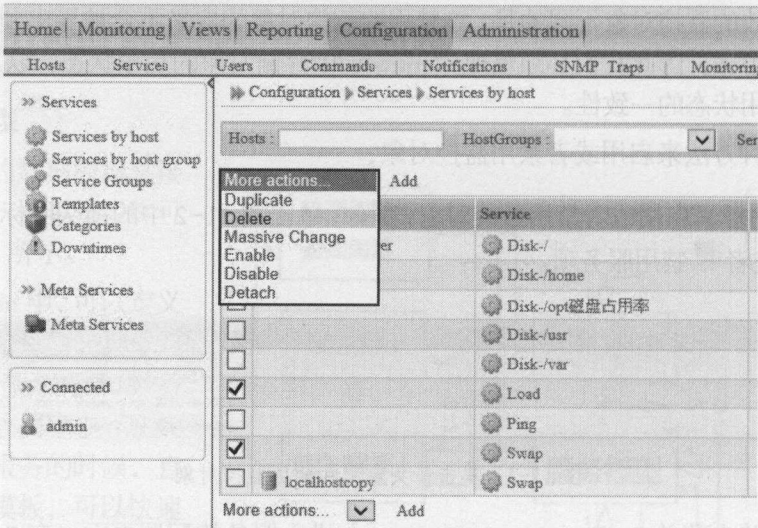 Home | Monitoring | Views | Reporting | Configuration | Administration |
Hosts | Services | Users | Commands | Notifications | SNMP Traps | Monitoring
Services
Services by host
Services by host group
Service Groups
Templates
Categories
Downtimes
Meta Services
Meta Services
Connected
admin
Configuration Services Services by host
Hosts : HostGroups : Ser
More actions... Add
Duplicate
Delete
Massive Change
Enable
Disable
Detach
Service
er Disk-/
Disk-/home
Disk-/opt磁盘占用率
Disk-/usr
Disk-/var
Load
Ping
Swap
localhostcopy Swap
More actions... Add